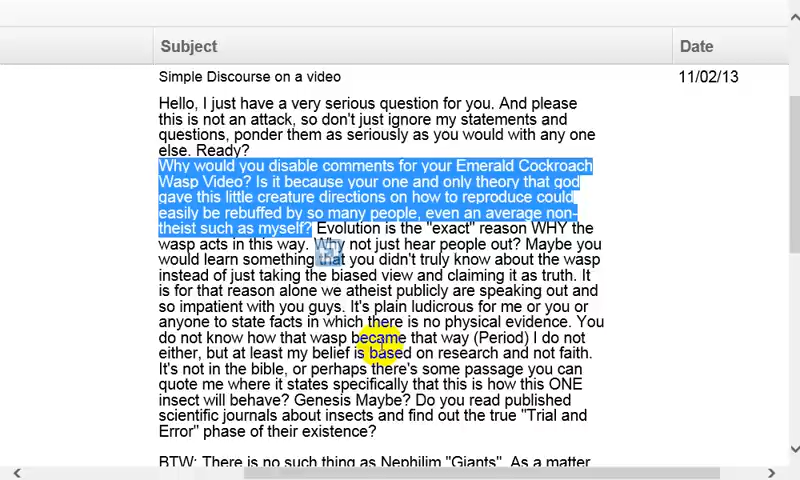 Subject
Date
Simple Discourse on a video
11/02/13
Hello, I just have a very serious question for you. And please
this is not an attack, so don't just ignore my statements and
questions, ponder them as seriously as you would with any one
else. Ready?
Why would you disable comments for your Emerald Cockroach
Wasp Video? Is it because your one and only theory that god
gave this little creature directions on how to reproduce could
easily be rebuffed by so many people, even an average non-
theist such as myself? Evolution is the "exact" reason WHY the
wasp acts in this way. Why not just hear people out? Maybe you
would learn something that you didn't truly know about the wasp
instead of just taking the biased view and claiming it as truth. It
is for that reason alone we atheist publicly are speaking out and
so impatient with you guys. It's plain ludicrous for me or you or
anyone to state facts in which there is no physical evidence. You
do not know how that wasp became that way (Period) I do not
either, but at least my belief is based on research and not faith.
It's not in the bible, or perhaps there's some passage you can
quote me where it states specifically that this is how this ONE
insect will behave? Genesis Maybe? Do you read published
scientific journals about insects and find out the true "Trial and
Error" phase of their existence?
BTW: There is no such thing as Nephilim "Giants". As a matter